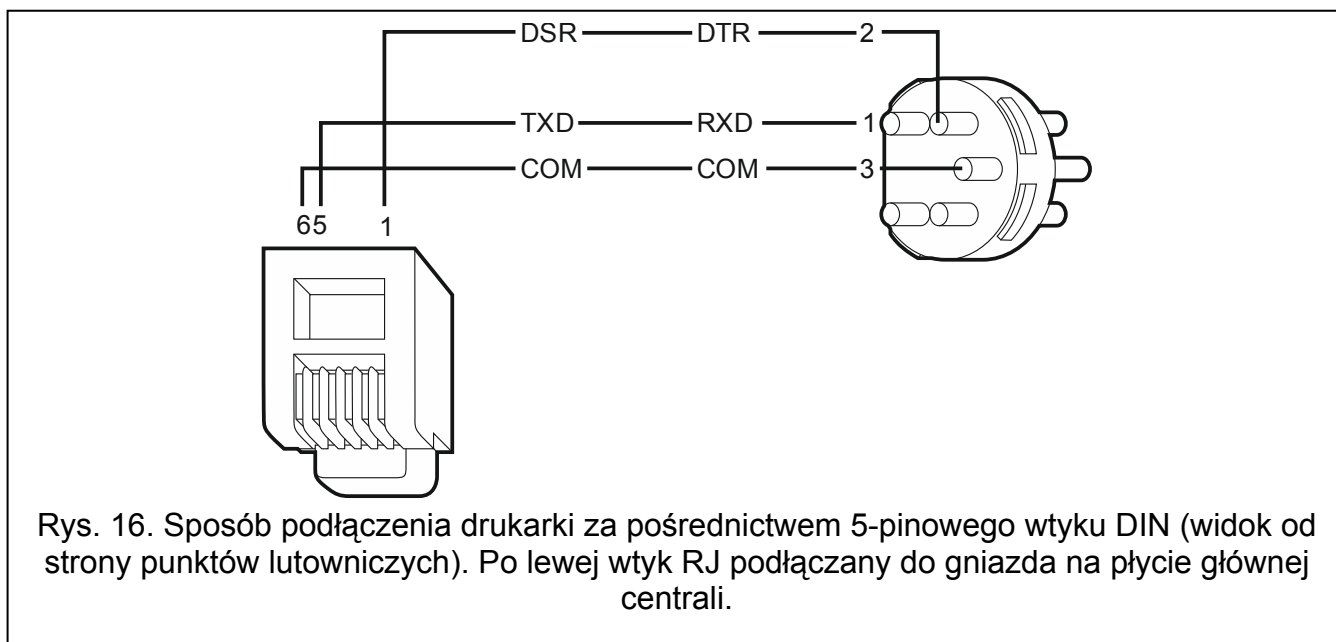 DSR DTR 2
TXD RXD 1
COM COM 3
65 1
Rys. 16. Sposób podłączenia drukarki za pośrednictwem 5-pinowego wtyku DIN (widok od
strony punktów lutowniczych). Po lewej wtyk RJ podłączany do gniazda na płycie głównej
centrali.